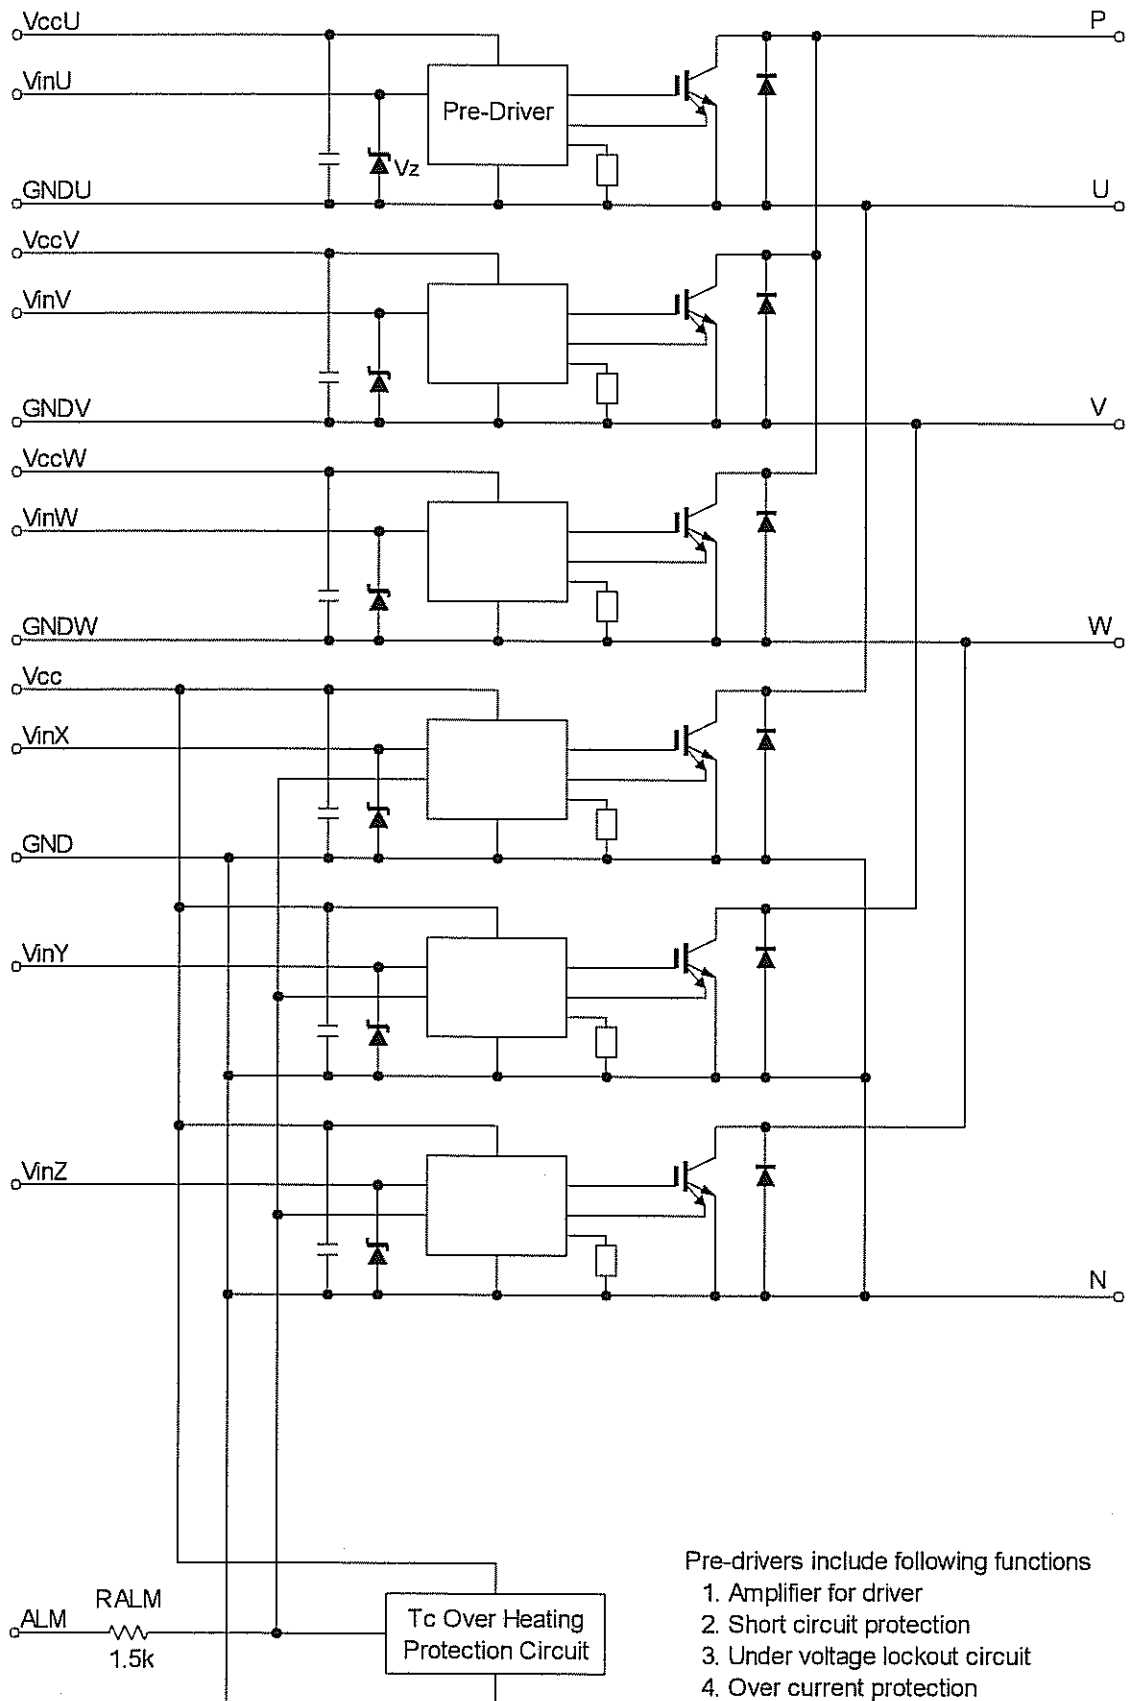 VccU
P
VinU
Pre-Driver
Vz
GNDU
U
VccV
VinV
GNDV
V
VccW
VinW
GNDW
W
Vcc
VinX
GND
VinY
VinZ
N
Pre-drivers include following functions
1. Amplifier for driver
2. Short circuit protection
3. Under voltage lockout circuit
4. Over current protection
RALM
ALM
1.5k
Tc Over Heating
Protection Circuit